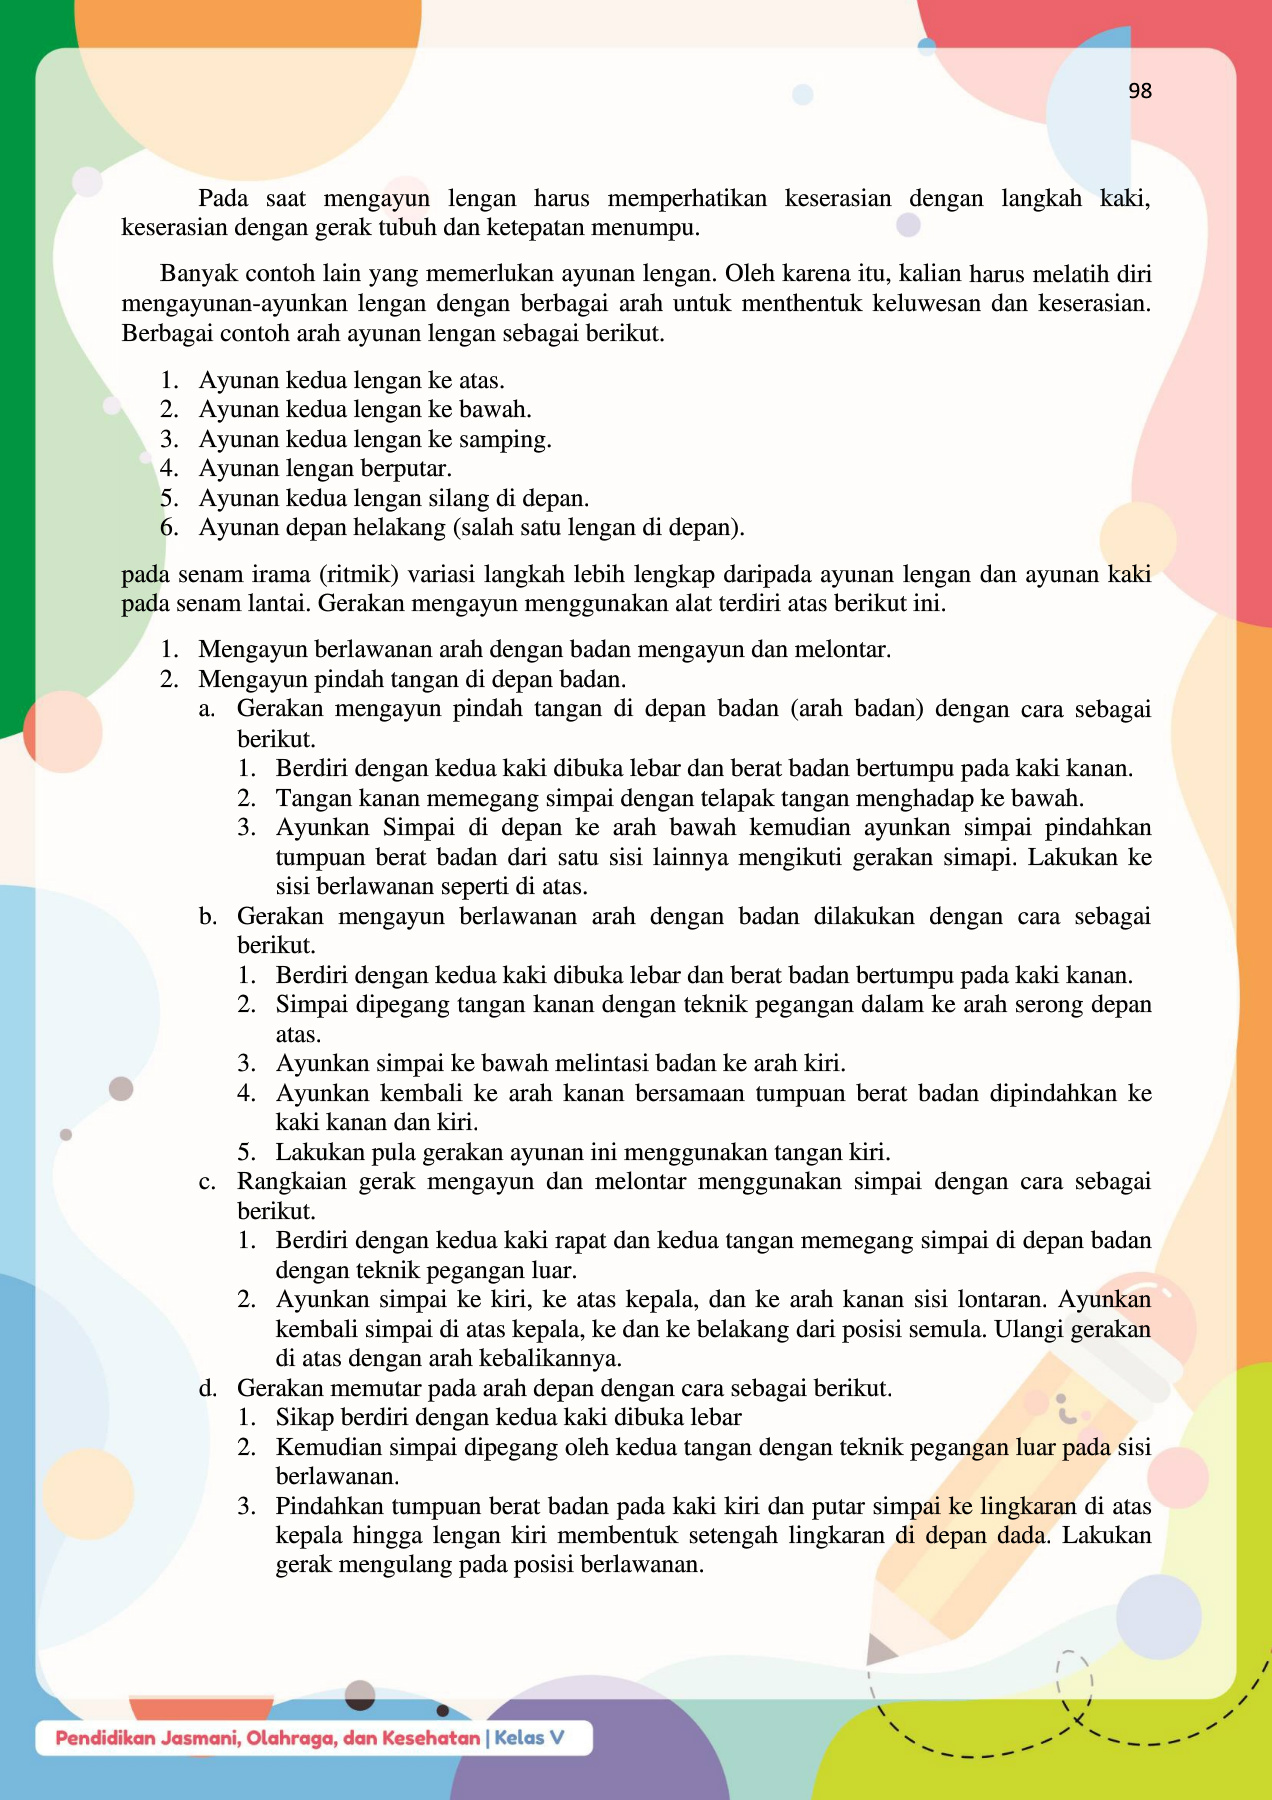 98
Pada saat mengayun lengan harus memperhatikan keserasian dengan langkah kaki,
keserasian dengan gerak tubuh dan ketepatan menumpu.
Banyak contoh lain yang memerlukan ayunan lengan. Oleh karena itu, kalian harus melatih diri
mengayunan-ayunkan lengan dengan berbagai arah untuk menthentuk keluwesan dan keserasian.
Berbagai contoh arah ayunan lengan sebagai berikut.
1. Ayunan kedua lengan ke atas.
2. Ayunan kedua lengan ke bawah.
3. Ayunan kedua lengan ke samping.
4. Ayunan lengan berputar.
5. Ayunan kedua lengan silang di depan.
6. Ayunan depan helakang (salah satu lengan di depan).
pada senam irama (ritmik) variasi langkah lebih lengkap daripada ayunan lengan dan ayunan kaki
pada senam lantai. Gerakan mengayun menggunakan alat terdiri atas berikut ini.
1. Mengayun berlawanan arah dengan badan mengayun dan melontar.
2. Mengayun pindah tangan di depan badan.
a. Gerakan mengayun pindah tangan di depan badan (arah badan) dengan cara sebagai
berikut.
1. Berdiri dengan kedua kaki dibuka lebar dan berat badan bertumpu pada kaki kanan.
2. Tangan kanan memegang simpai dengan telapak tangan menghadap ke bawah.
3. Ayunkan Simpai di depan ke arah bawah kemudian ayunkan simpai pindahkan
tumpuan berat badan dari satu sisi lainnya mengikuti gerakan simapi. Lakukan ke
sisi berlawanan seperti di atas.
b. Gerakan mengayun berlawanan arah dengan badan dilakukan dengan cara sebagai
berikut.
1. Berdiri dengan kedua kaki dibuka lebar dan berat badan bertumpu pada kaki kanan.
2. Simpai dipegang tangan kanan dengan teknik pegangan dalam ke arah serong depan
atas.
3. Ayunkan simpai ke bawah melintasi badan ke arah kiri.
4. Ayunkan kembali ke arah kanan bersamaan tumpuan berat badan dipindahkan ke
kaki kanan dan kiri.
5. Lakukan pula gerakan ayunan ini menggunakan tangan kiri.
c. Rangkaian gerak mengayun dan melontar menggunakan simpai dengan cara sebagai
berikut.
1. Berdiri dengan kedua kaki rapat dan kedua tangan memegang simpai di depan badan
dengan teknik pegangan luar.
2. Ayunkan simpai ke kiri, ke atas kepala, dan ke arah kanan sisi lontaran. Ayunkan
kembali simpai di atas kepala, ke dan ke belakang dari posisi semula. Ulangi gerakan
di atas dengan arah kebalikannya.
d. Gerakan memutar pada arah depan dengan cara sebagai berikut.
1. Sikap berdiri dengan kedua kaki dibuka lebar
2. Kemudian simpai dipegang oleh kedua tangan dengan teknik pegangan luar pada sisi
berlawanan.
3. Pindahkan tumpuan berat badan pada kaki kiri dan putar simpai ke lingkaran di atas
kepala hingga lengan kiri membentuk setengah lingkaran di depan dada. Lakukan
gerak mengulang pada posisi berlawanan.
Pendidikan Jasmani, Olahraga, dan Kesehatan | Kelas V